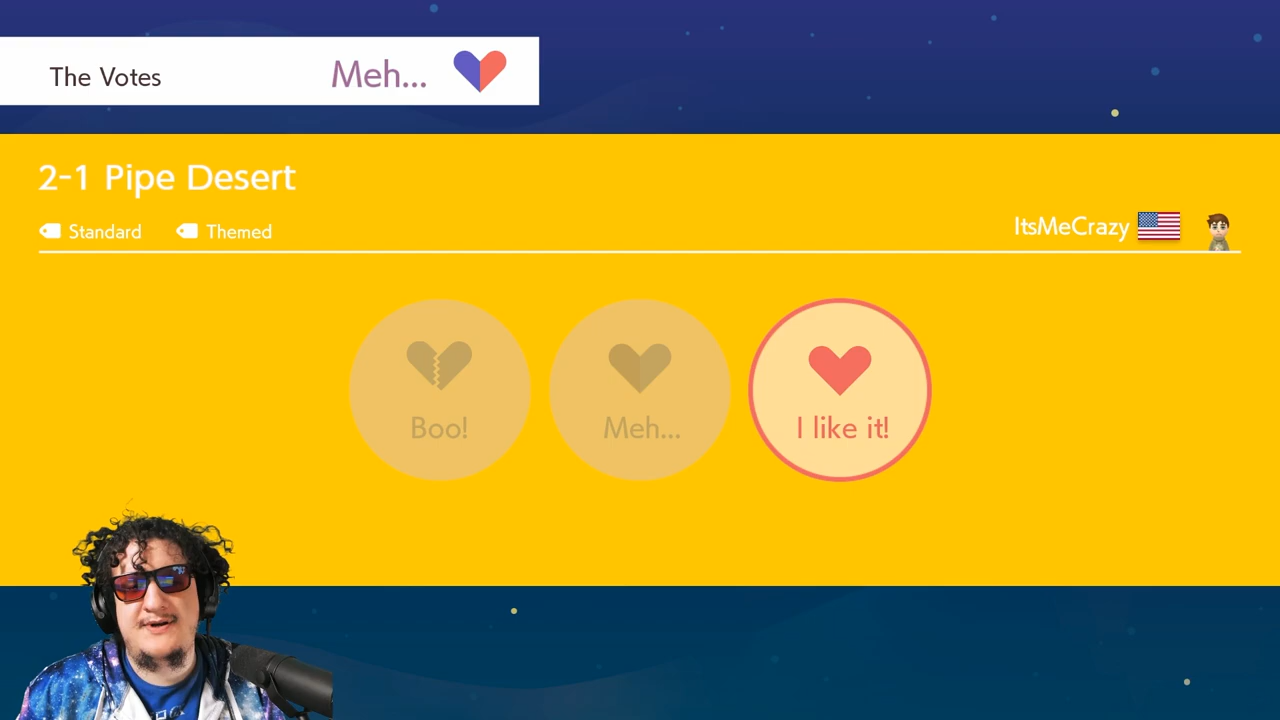 The Votes Meh...
2-1 Pipe Desert
Standard Themed
ItsMeCrazy
Boo! Meh... I like it!